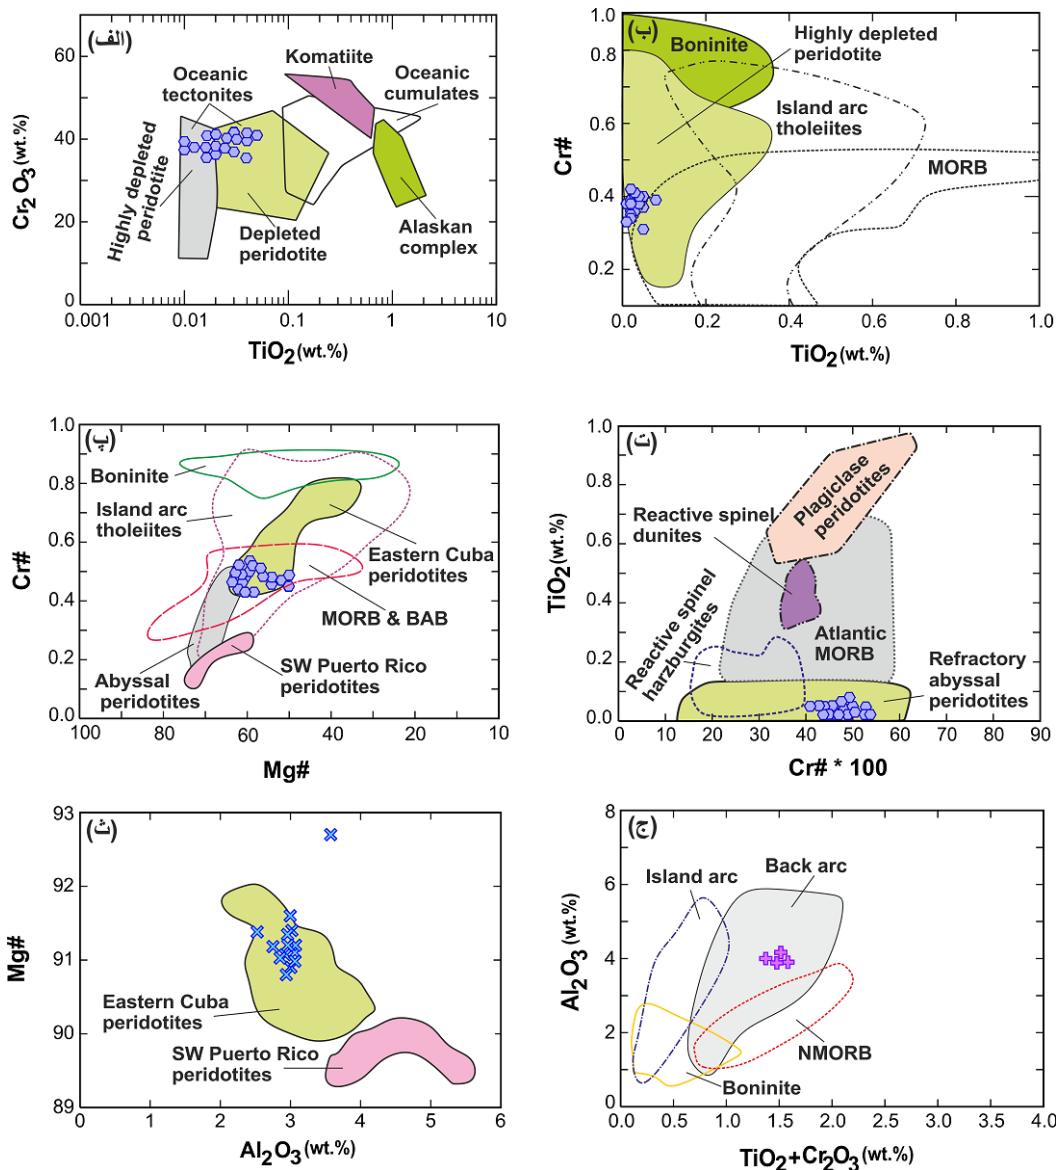 (الف)
Cr2O3 (wt.%)
60
40
20
0
0.001
0.01
0.1
1
10
TiO2 (wt.%)
Komatiite
Oceanic
tectonites
Oceanic
cumulates
Highly depleted
peridotite
Depleted
peridotite
Alaskan
complex
(ب)
Cr#
1.0
0.8
0.6
0.4
0.2
0.0
0.2
0.4
0.6
0.8
1.0
TiO2 (wt.%)
Boninite
Highly depleted
peridotite
Island arc
tholeiites
MORB
(پ)
Cr#
1.0
0.8
0.6
0.4
0.2
0.0
100
80
60
40
20
10
Mg#
Boninite
Island arc
tholeiites
Eastern Cuba
peridotites
MORB & BAB
Abyssal
peridotites
SW Puerto Rico
peridotites
(ت)
TiO2 (wt.%)
1.0
0.8
0.6
0.4
0.2
0.0
0
10
20
30
40
50
60
70
80
90
Cr# * 100
Plagiclase
peridotites
Reactive spinel
dunites
Reactive spinel
harzburgites
Atlantic
MORB
Refractory
abyssal
peridotites
(ث)
Mg#
93
92
91
90
89
0
1
2
3
4
5
6
Al2O3 (wt.%)
Eastern Cuba
peridotites
SW Puerto Rico
peridotites
(ج)
Al2O3 (wt.%)
8
6
4
2
0
0.0
0.5
1.0
1.5
2.0
2.5
3.0
4.0
TiO2+Cr2O3 (wt.%)
Island arc
Back arc
NMORB
Boninite